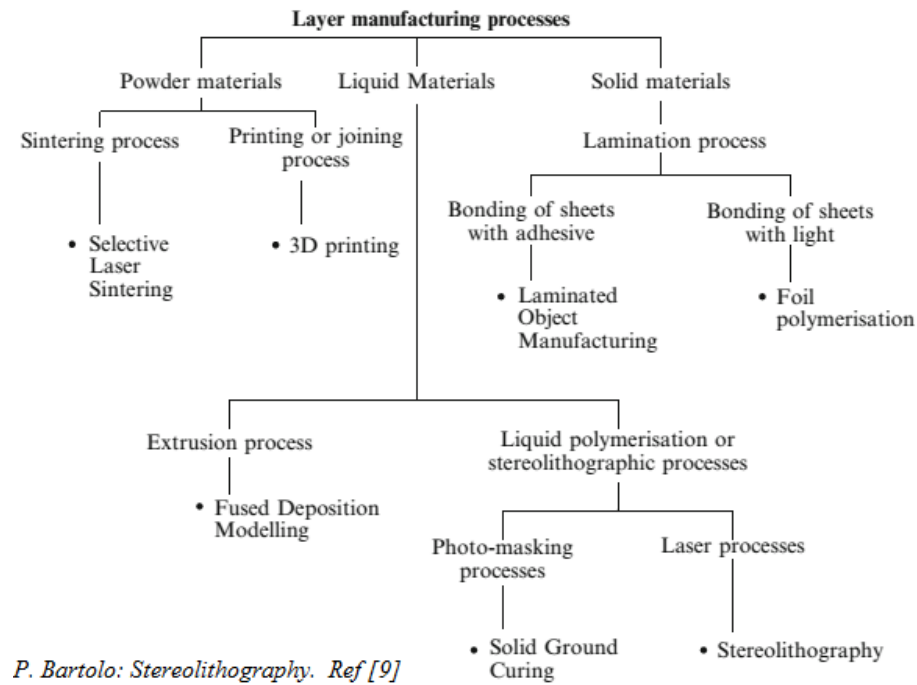 Layer manufacturing processes
Powder materials
Liquid Materials
Solid materials
Sintering process
Printing or joining
process
Lamination process
Bonding of sheets
with adhesive
Bonding of sheets
with light
• Selective
Laser
Sintering
• 3D printing
• Laminated
Object
Manufacturing
• Foil
polymerisation
Extrusion process
Liquid polymerisation or
stereolithographic processes
• Fused Deposition
Modelling
Photo-masking
processes
Laser processes
• Solid Ground
Curing
• Stereolithography
P. Bartolo: Stereolithography. Ref [9]